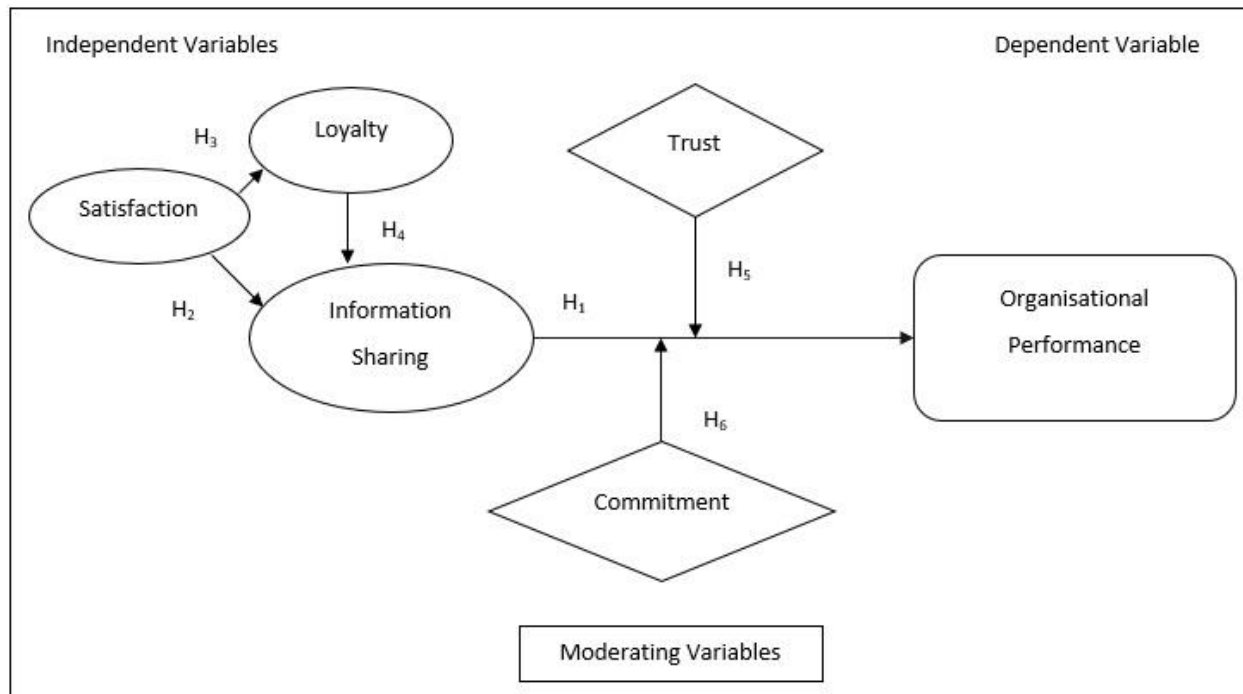 Independent Variables
Dependent Variable
H₃
Loyalty
Trust
Satisfaction
H₄
H₂
Information
Sharing
H₁
H₅
Organisational
Performance
H₆
Commitment
Moderating Variables